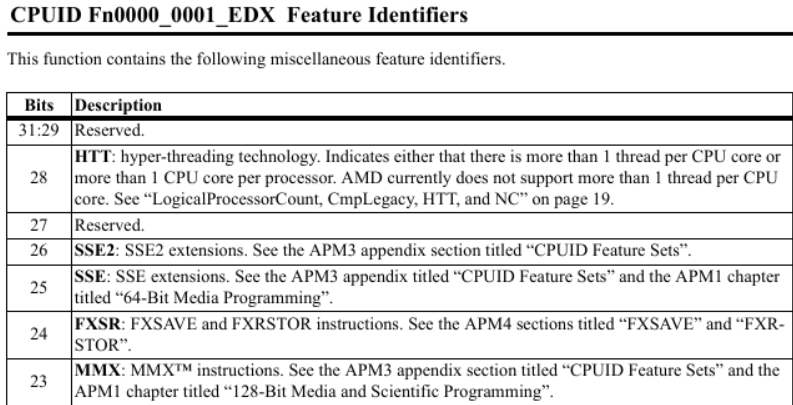 CPUID Fn0000_0001_EDX Feature Identifiers
This function contains the following miscellaneous feature identifiers.
Bits Description
31:29 Reserved.
HTT: hyper-threading technology. Indicates either that there is more than 1 thread per CPU core or
28 more than 1 CPU core per processor. AMD currently does not support more than 1 thread per CPU
core. See “LogicalProcessorCount, CmpLegacy, HTT, and NC” on page 19.
27 Reserved.
26 SSE2: SSE2 extensions. See the APM3 appendix section titled “CPUID Feature Sets”.
25 SSE: SSE extensions. See the APM3 appendix titled “CPUID Feature Sets” and the APM1 chapter
titled “64-Bit Media Programming”.
24 FXSR: FXSAVE and FXRSTOR instructions. See the APM4 sections titled “FXSAVE” and “FXR-
STOR”.
23 MMX: MMX™ instructions. See the APM3 appendix section titled “CPUID Feature Sets” and the
APM1 chapter titled “128-Bit Media and Scientific Programming”.